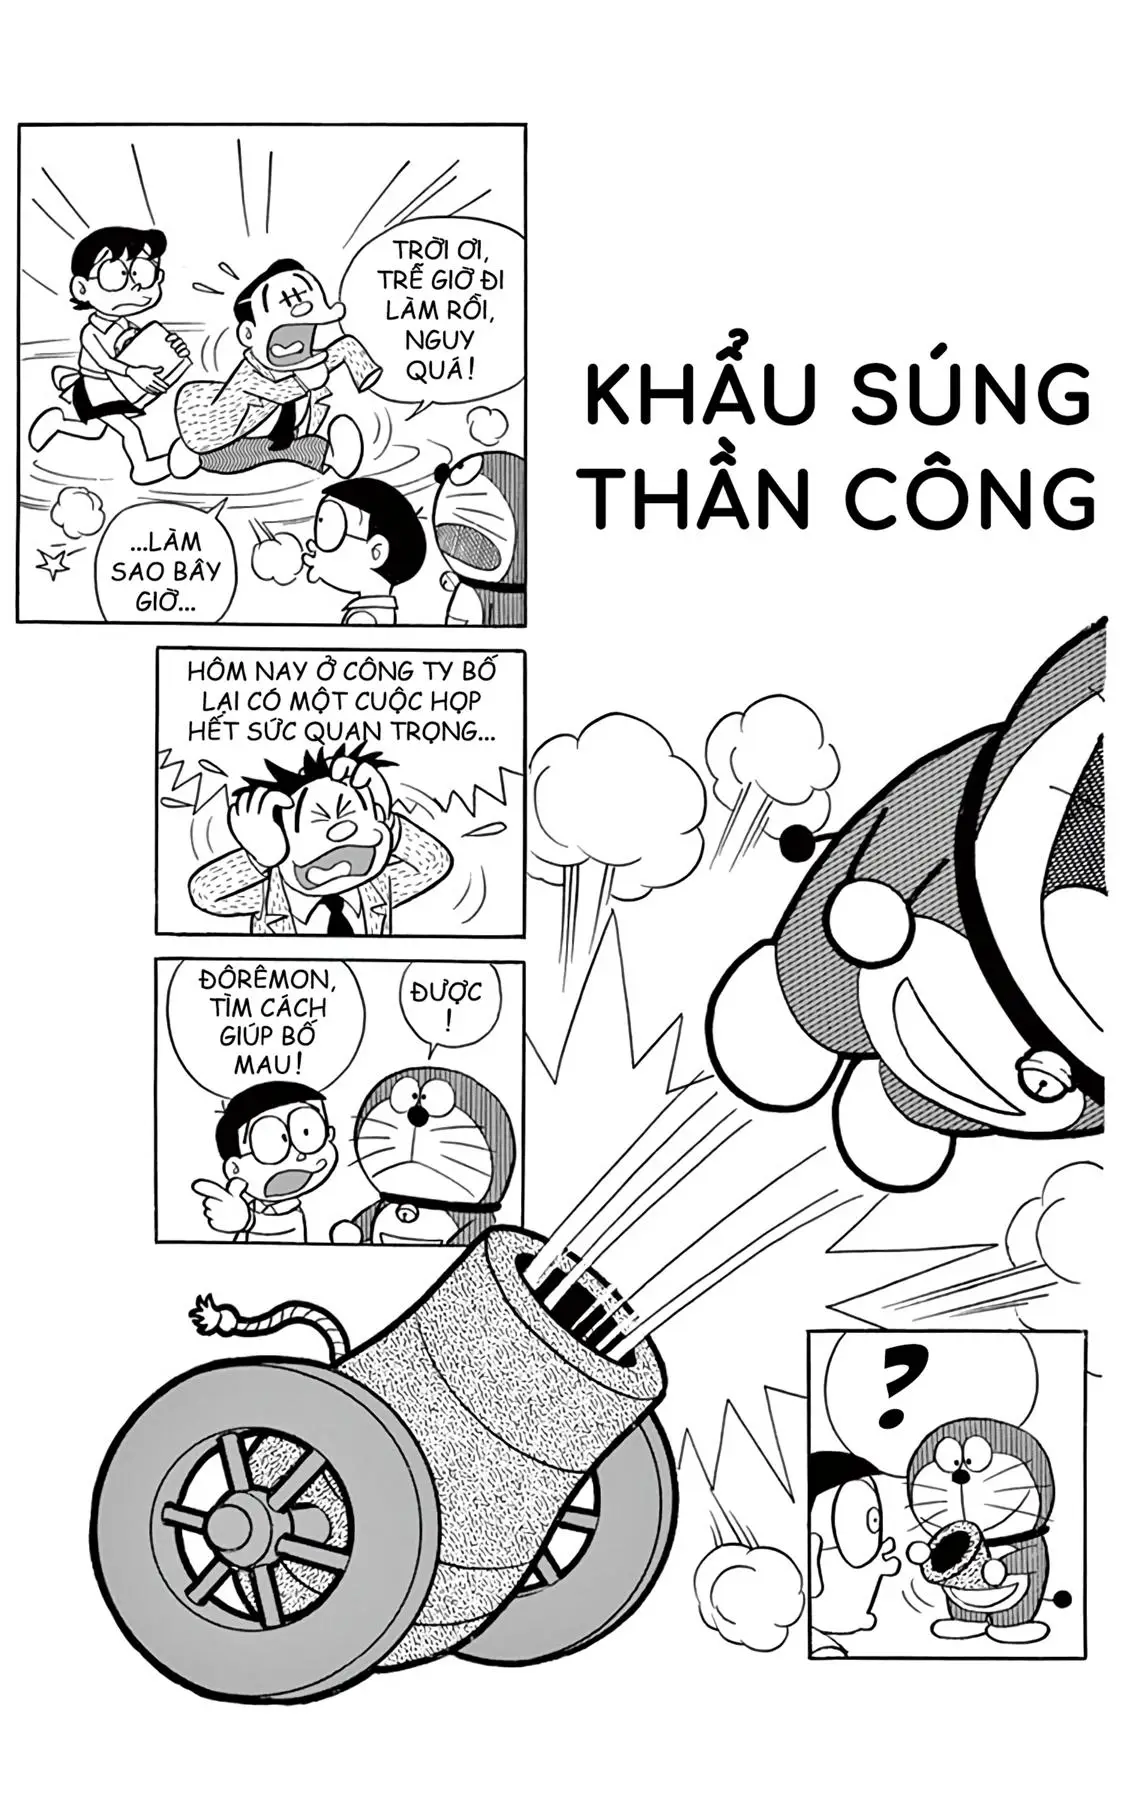 KHẨU SÚNG
THẦN CÔNG
TRỜI ƠI,
TRỄ GIỜ ĐI
LÀM RỒI,
NGUY
QUÁ!
...LÀM
SAO BÂY
GIỜ...
HÔM NAY Ở CÔNG TY BỐ
LẠI CÓ MỘT CUỘC HỌP
HẾT SỨC QUAN TRỌNG...
ĐÔRÊMON,
TÌM CÁCH
GIÚP BỐ
MAU!
ĐƯỢC
!
?